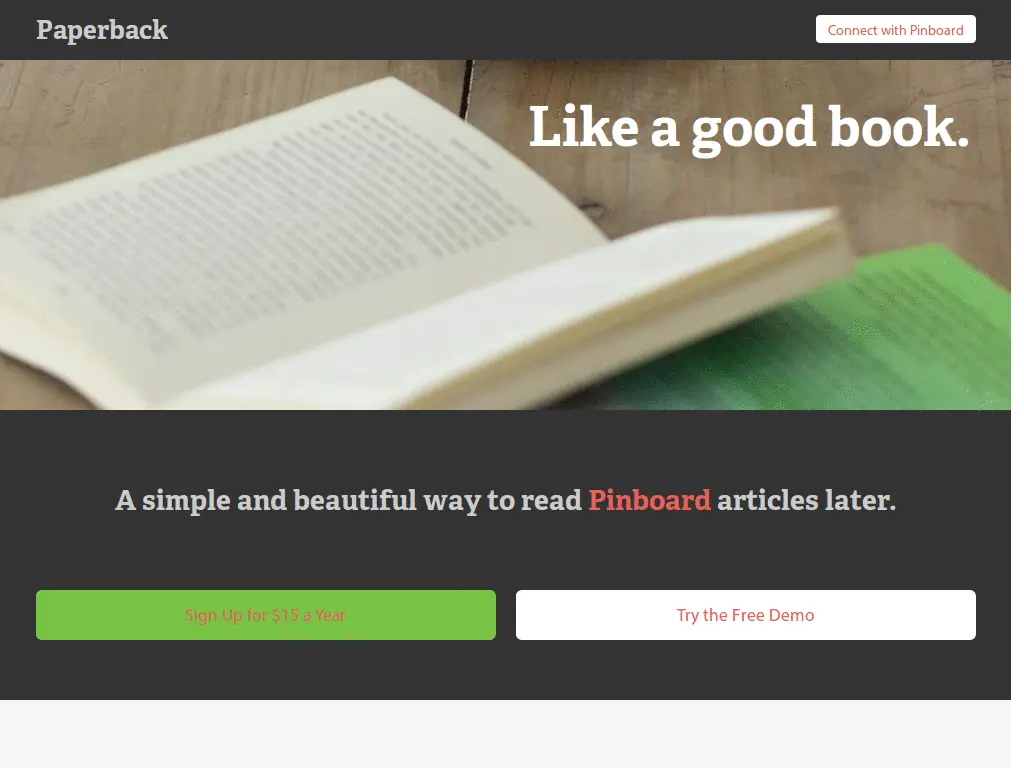 Paperback
Connect with Pinboard
Like a good book.
A simple and beautiful way to read Pinboard articles later.
Sign Up for $15 a Year
Try the Free Demo